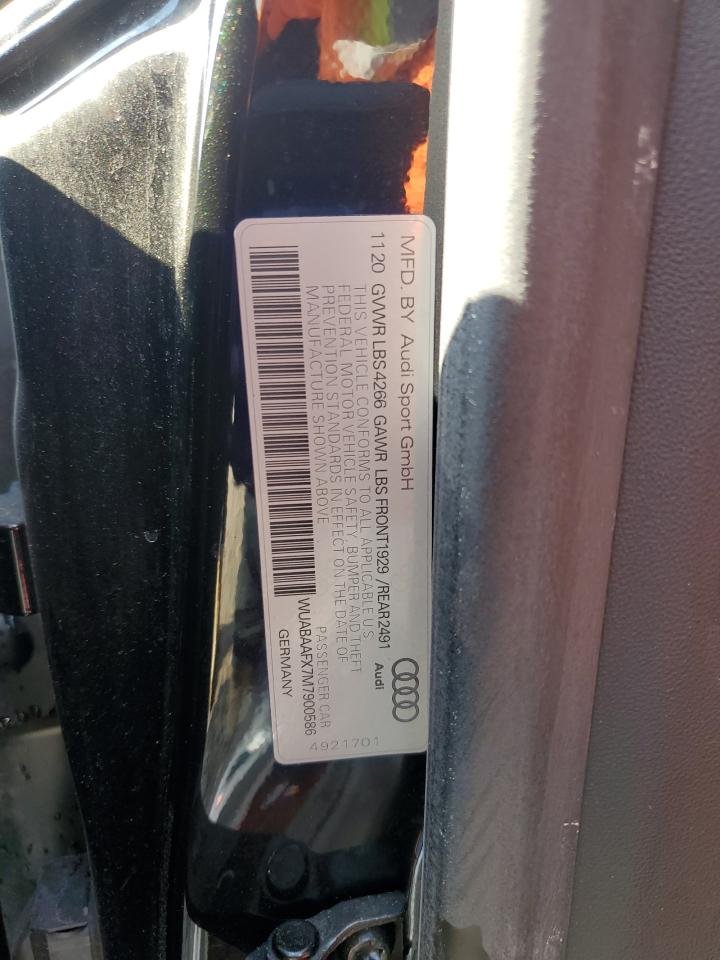 MFD. BY Audi Sport GmbH
1120 GVWR LBS 4266 GAWR LBS FRONT1929 /REAR2491
Audi
THIS VEHICLE CONFORMS TO ALL APPLICABLE U.S
FEDERAL MOTOR VEHICLE SAFETY, BUMPER AND THEFT
PREVENTION STANDARDS IN EFFECT ON THE DATE OF
MANUFACTURE SHOWN ABOVE
PASSENGER CAR
WUABAAFX7M7900586
GERMANY
4921701